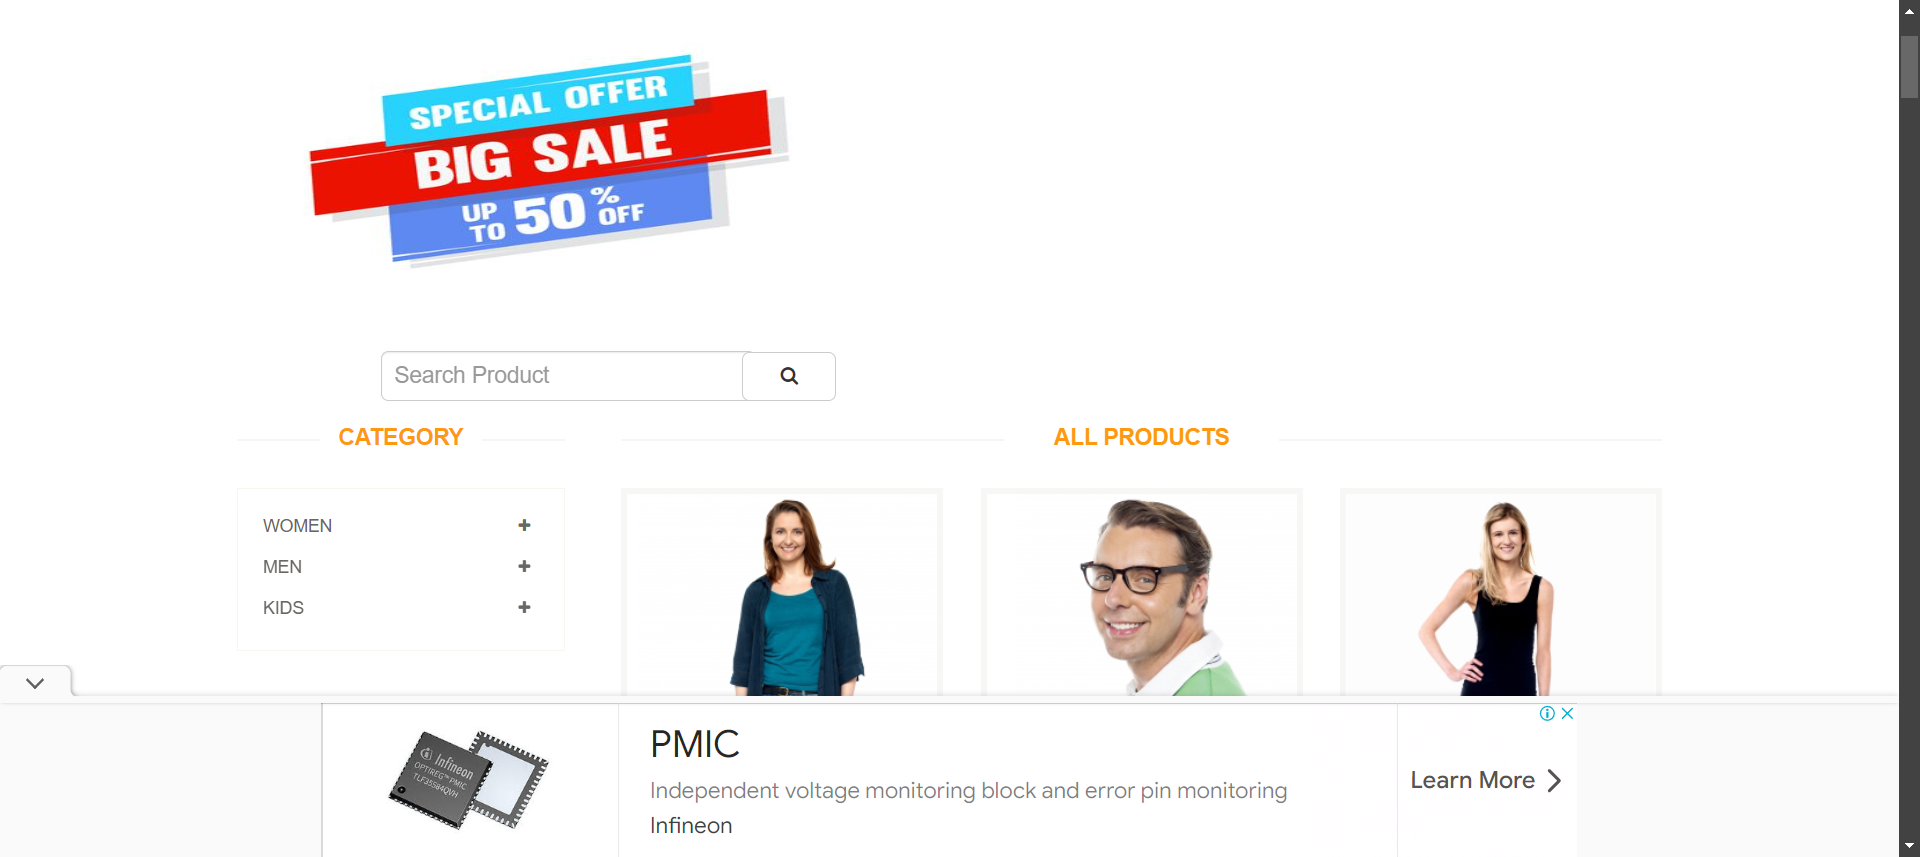 SPECIAL OFFER
BIG SALE
UP TO 50% OFF
Search Product
CATEGORY
ALL PRODUCTS
WOMEN
MEN
KIDS
Infineon
OPTIREG™ PMIC
TLF35584QVH
PMIC
Independent voltage monitoring block and error pin monitoring
Infineon
Learn More